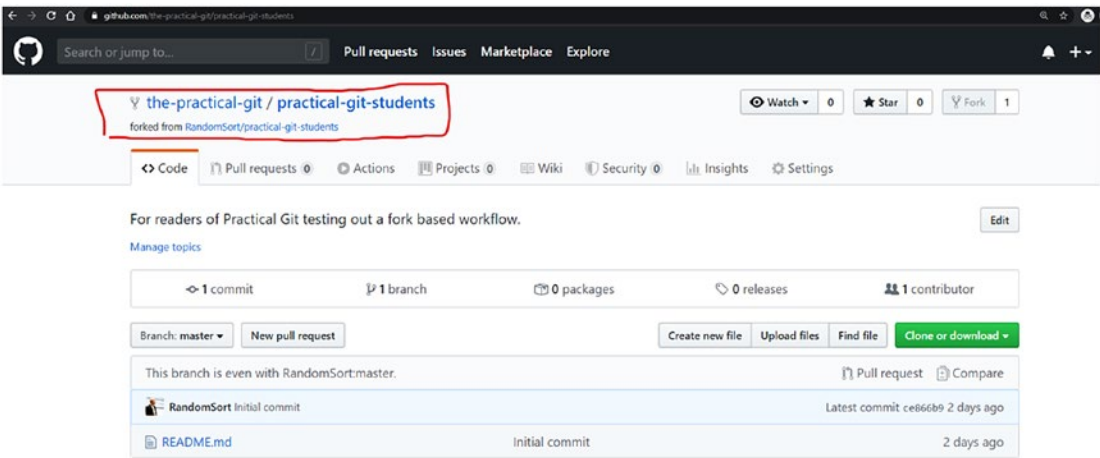 github.com/the-practical-git/practical-git-students
Search or jump to... / Pull requests Issues Marketplace Explore
the-practical-git / practical-git-students
Watch 0 Star 0 Fork 1
forked from RandomSort/practical-git-students
Code Pull requests 0 Actions Projects 0 Wiki Security 0 Insights Settings
For readers of Practical Git testing out a fork based workflow.
Edit
Manage topics
1 commit 1 branch 0 packages 0 releases 1 contributor
Branch: master New pull request Create new file Upload files Find file Clone or download
This branch is even with RandomSort:master. Pull request Compare
RandomSort Initial commit Latest commit ce866b9 2 days ago
README.md Initial commit 2 days ago